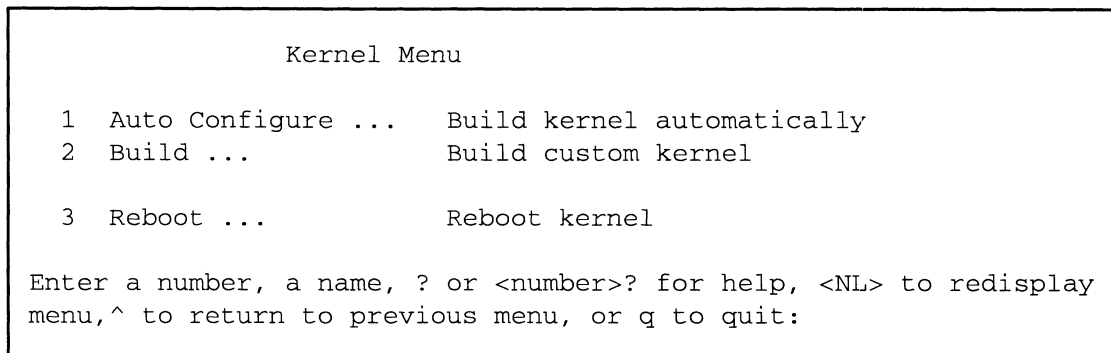 Kernel Menu
1 Auto Configure ... Build kernel automatically
2 Build ... Build custom kernel
3 Reboot ... Reboot kernel
Enter a number, a name, ? or <number>? for help, <NL> to redisplay
menu,^ to return to previous menu, or q to quit: